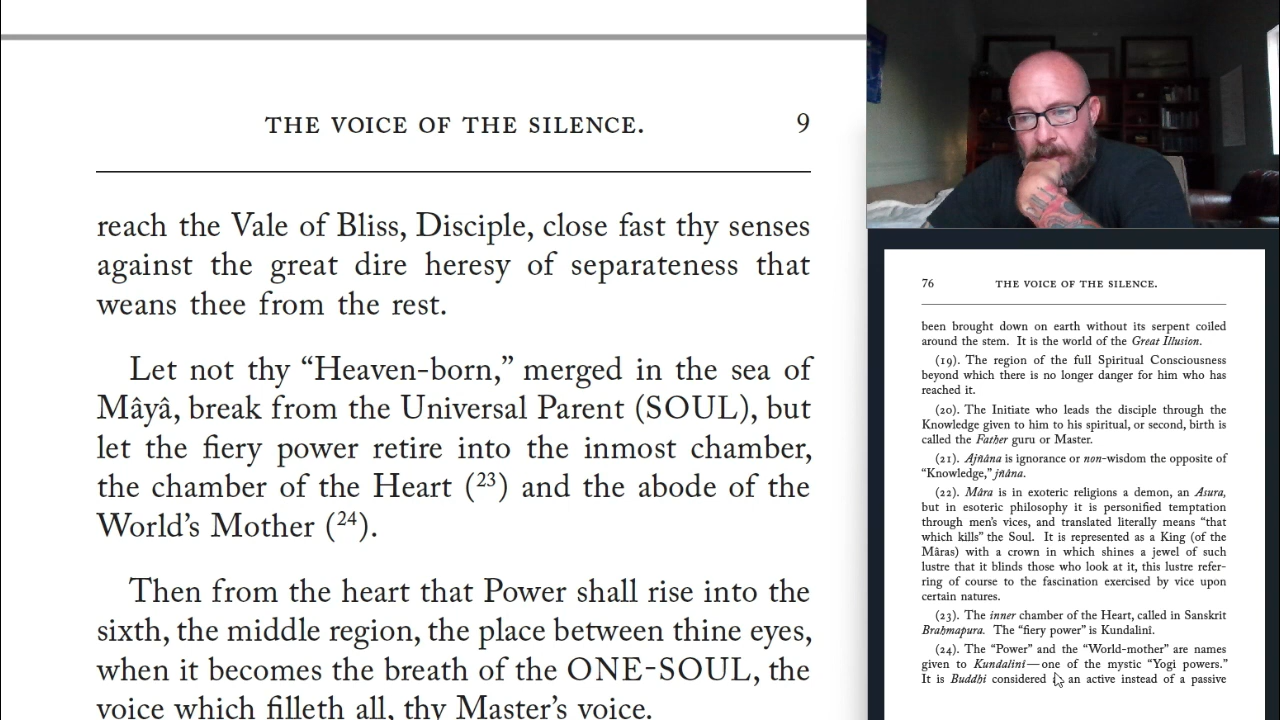 THE VOICE OF THE SILENCE. 9
reach the Vale of Bliss, Disciple, close fast thy senses
against the great dire heresy of separateness that
weans thee from the rest.
Let not thy “Heaven-born,” merged in the sea of
Mâyâ, break from the Universal Parent (SOUL), but
let the fiery power retire into the inmost chamber,
the chamber of the Heart (23) and the abode of the
World’s Mother (24).
Then from the heart that Power shall rise into the
sixth, the middle region, the place between thine eyes,
when it becomes the breath of the ONE-SOUL, the
voice which filleth all, thy Master’s voice.
76 THE VOICE OF THE SILENCE.
been brought down on earth without its serpent coiled
around the stem. It is the world of the Great Illusion.
(19). The region of the full Spiritual Consciousness
beyond which there is no longer danger for him who has
reached it.
(20). The Initiate who leads the disciple through the
Knowledge given to him to his spiritual, or second, birth is
called the Father guru or Master.
(21). Ajñâna is ignorance or non-wisdom the opposite of
“Knowledge,” jñâna.
(22). Mâra is in exoteric religions a demon, an Asura,
but in esoteric philosophy it is personified temptation
through men’s vices, and translated literally means “that
which kills” the Soul. It is represented as a King (of the
Mâras) with a crown in which shines a jewel of such
lustre that it blinds those who look at it, this lustre refer-
ring of course to the fascination exercised by vice upon
certain natures.
(23). The inner chamber of the Heart, called in Sanskrit
Brahmapura. The “fiery power” is Kundalinî.
(24). The “Power” and the “World-mother” are names
given to Kundalinî—one of the mystic “Yogi powers.”
It is Buddhi considered an active instead of a passive